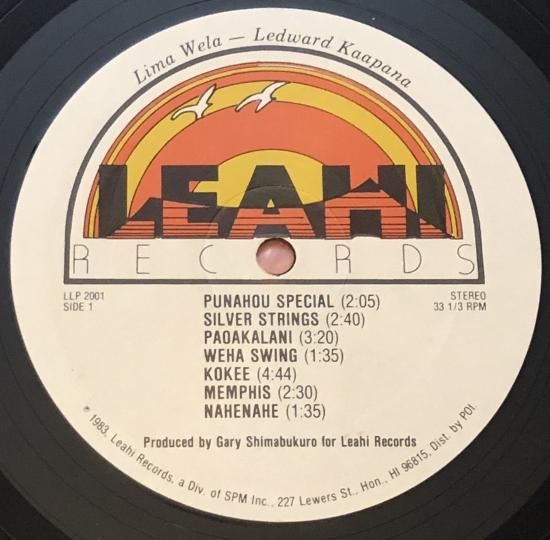 Lima Wela — Ledward Kaapana
LEAHI
RECORDS
LLP 2001
SIDE 1
STEREO
33 1/3 RPM
PUNAHOU SPECIAL (2:05)
SILVER STRINGS (2:40)
PAOAKALANI (3:20)
WEHA SWING (1:35)
KOKEE (4:44)
MEMPHIS (2:30)
NAHENAHE (1:35)
Produced by Gary Shimabukuro for Leahi Records
℗ 1983, Leahi Records, a Div. of SPM Inc., 227 Lewers St., Hon., HI 96815, Dist. by POI.